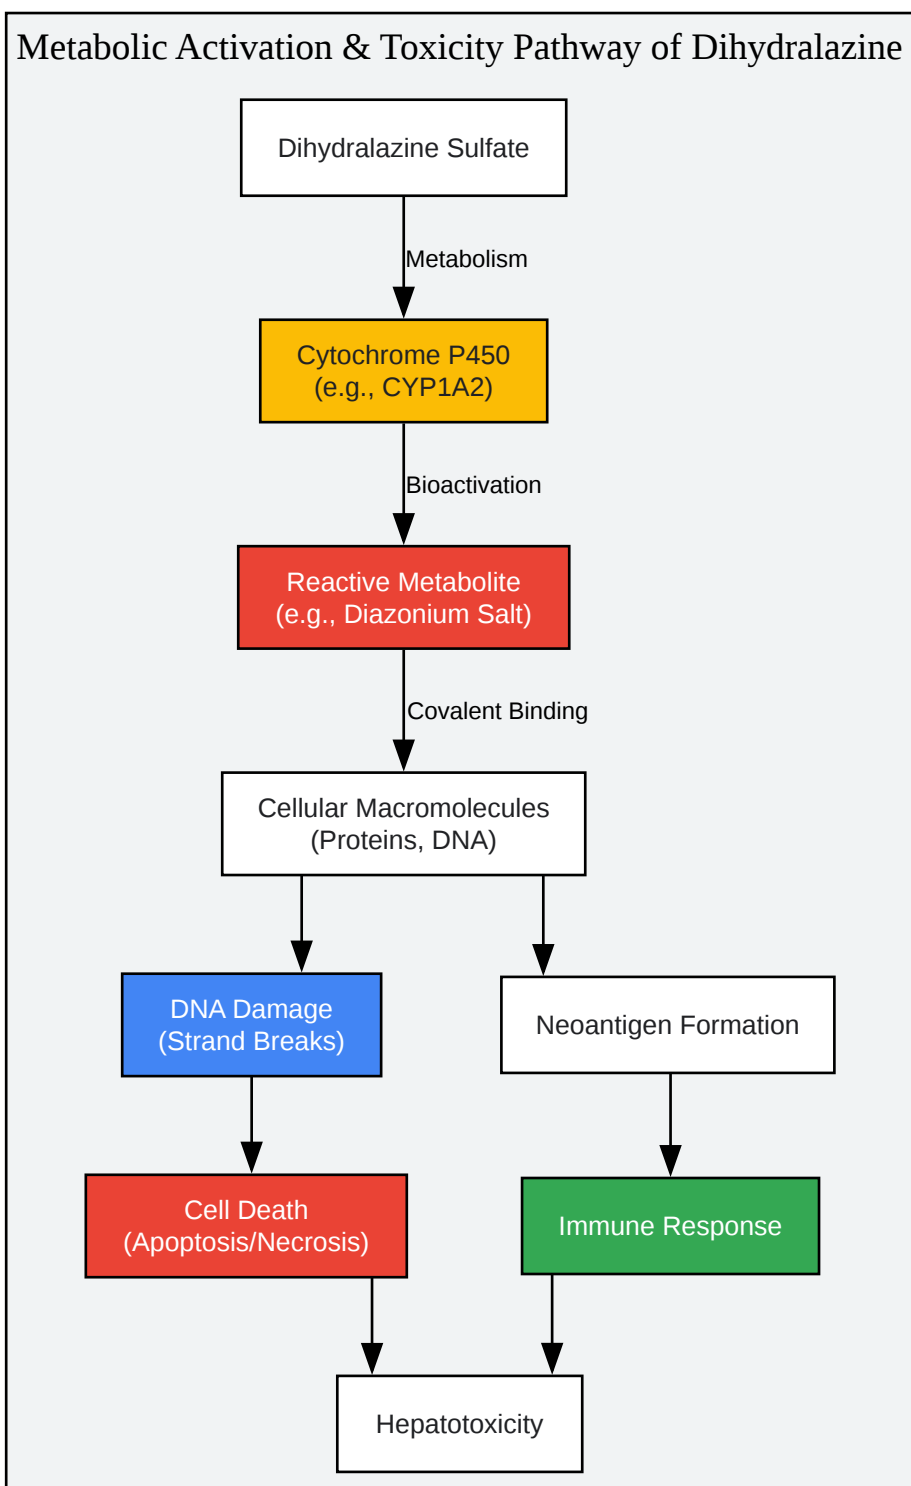 Metabolic Activation & Toxicity Pathway of Dihydralazine
Dihydralazine Sulfate
Metabolism
Cytochrome P450
(e.g., CYP1A2)
Bioactivation
Reactive Metabolite
(e.g., Diazonium Salt)
Covalent Binding
Cellular Macromolecules
(Proteins, DNA)
DNA Damage
(Strand Breaks)
Neoantigen Formation
Cell Death
(Apoptosis/Necrosis)
Immune Response
Hepatotoxicity